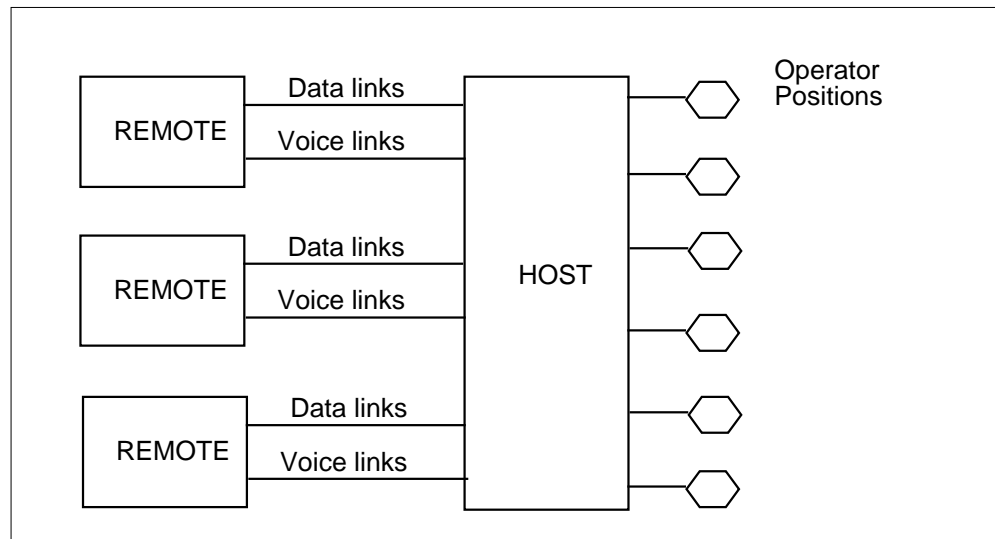 Data links
Operator
Positions
REMOTE
Voice links
Data links
REMOTE
Voice links
HOST
Data links
REMOTE
Voice links